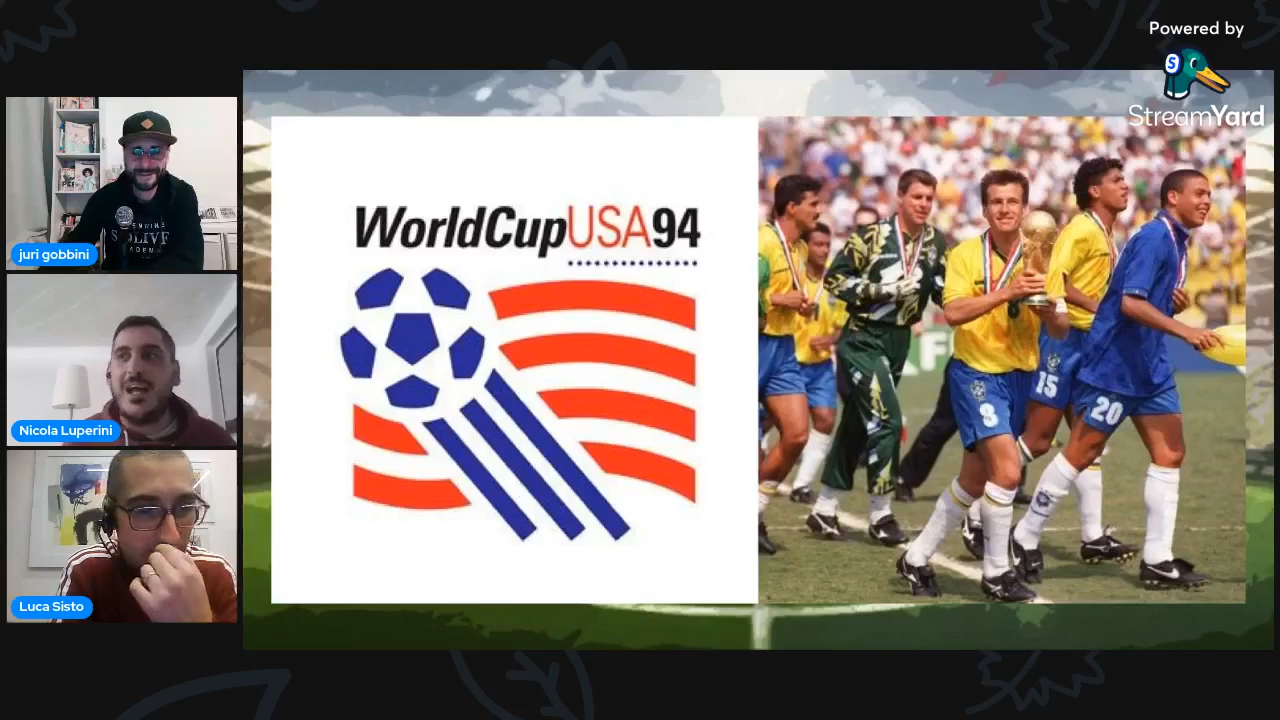 Powered by
StreamYard
juri gobbini
Nicola Luperini
Luca Sisto
WorldCupUSA94
8
15
20